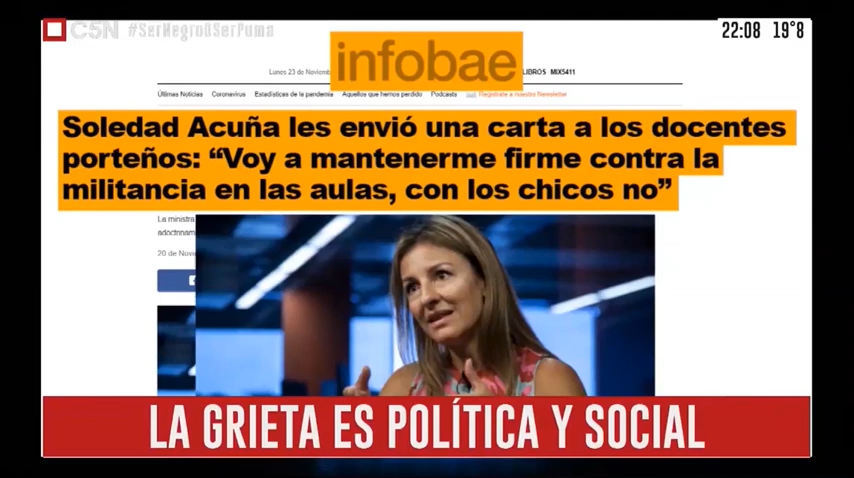 C5N #SerNegroOSerPuma
22:08 19°8
infobae
Lunes 23 de Noviem
LIBROS MIX5411
Últimas Noticias Coronavirus Estadísticas de la pandemia Aquellos que hemos perdido Podcasts Registrate a nuestro Newsletter
Soledad Acuña les envió una carta a los docentes
porteños: “Voy a mantenerme firme contra la
militancia en las aulas, con los chicos no”
La ministra
adoctrinam
20 de Nov
LA GRIETA ES POLÍTICA Y SOCIAL